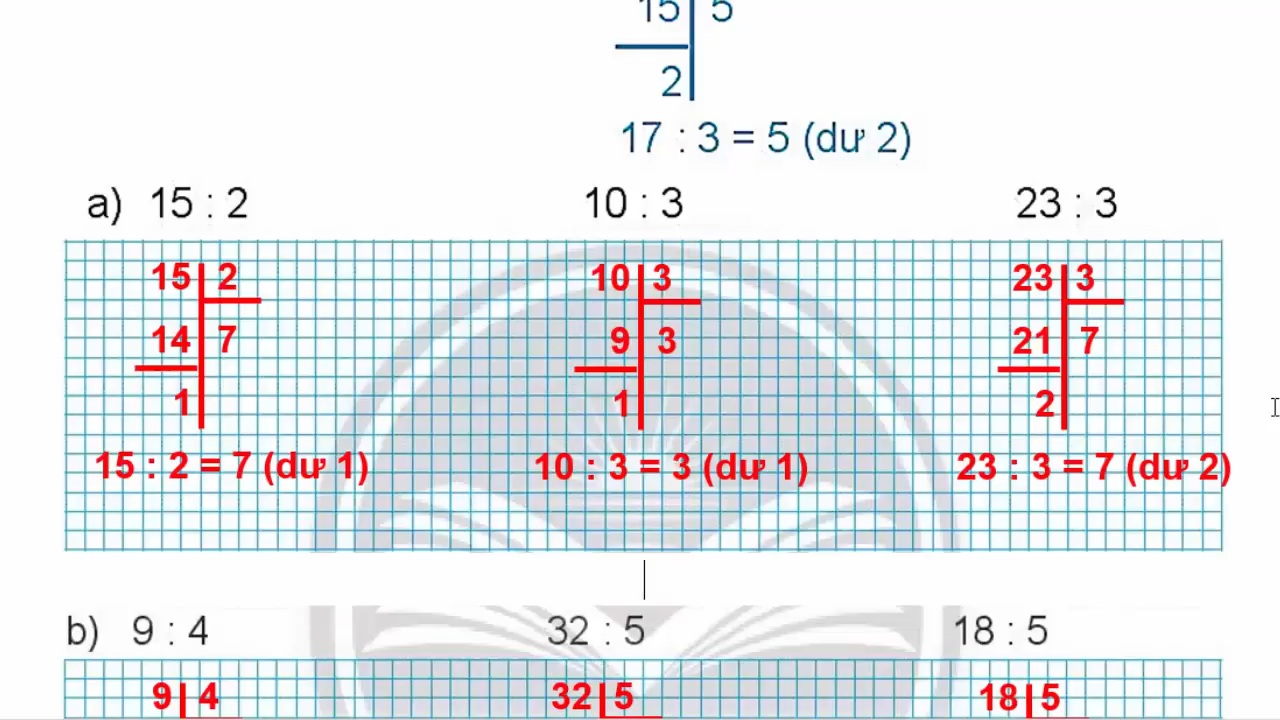 15 5
2
17 : 3 = 5 (dư 2)
a) 15 : 2 10 : 3 23 : 3
15 2 10 3 23 3
14 7 9 3 21 7
1 1 2
15 : 2 = 7 (dư 1) 10 : 3 = 3 (dư 1) 23 : 3 = 7 (dư 2)
b) 9 : 4 32 : 5 18 : 5
9 4 32 5 18 5